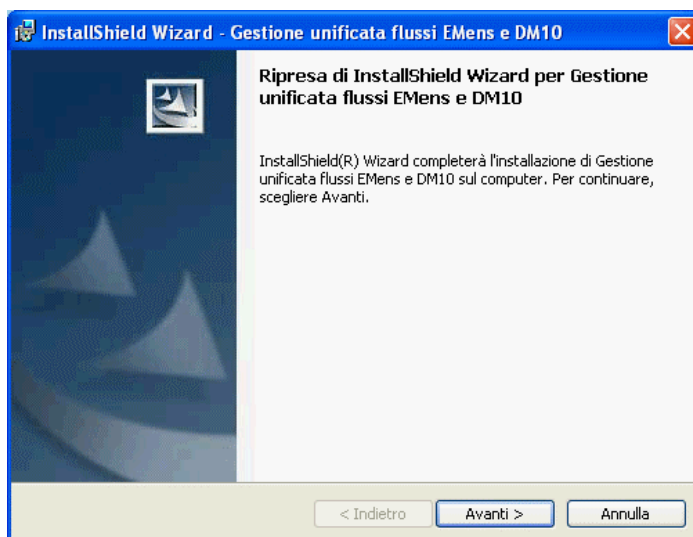 InstallShield Wizard - Gestione unificata flussi EMens e DM10
Ripresa di InstallShield Wizard per Gestione
unificata flussi EMens e DM10
InstallShield(R) Wizard completerà l'installazione di Gestione
unificata flussi EMens e DM10 sul computer. Per continuare,
scegliere Avanti.
< Indietro
Avanti >
Annulla